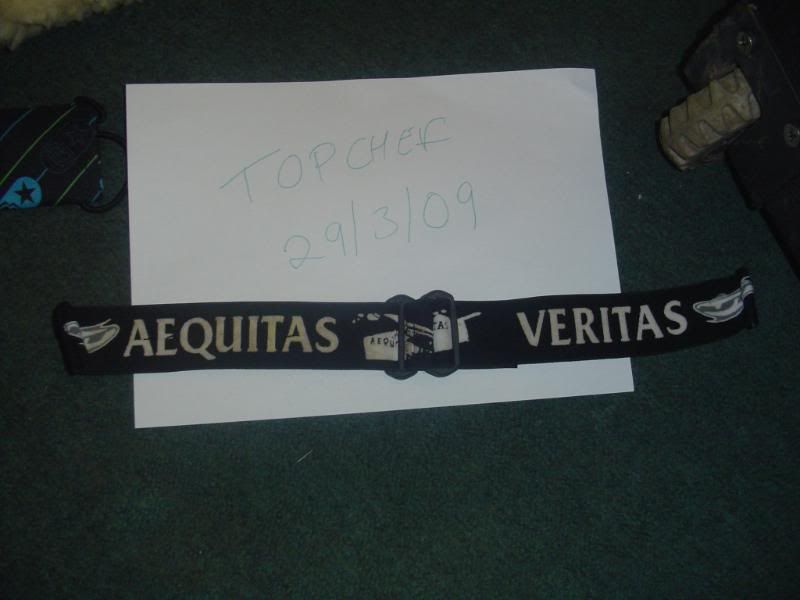 TOPCHEF
29/3/09
AEQUITAS VERITAS